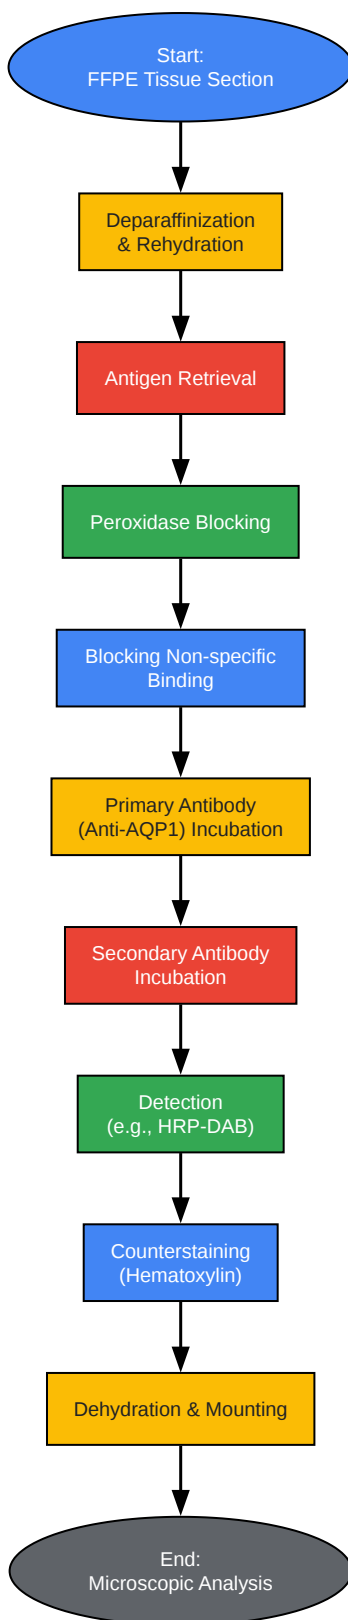 Start:
FFPE Tissue Section
Deparaffinization
& Rehydration
Antigen Retrieval
Peroxidase Blocking
Blocking Non-specific
Binding
Primary Antibody
(Anti-AQP1) Incubation
Secondary Antibody
Incubation
Detection
(e.g., HRP-DAB)
Counterstaining
(Hematoxylin)
Dehydration & Mounting
End:
Microscopic Analysis